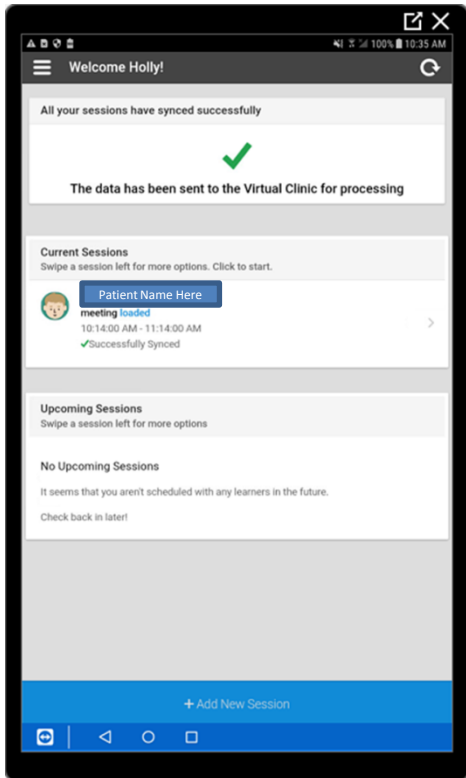 100% 10:35 AM
Welcome Holly!
All your sessions have synced successfully
The data has been sent to the Virtual Clinic for processing
Current Sessions
Swipe a session left for more options. Click to start.
Patient Name Here
meeting loaded
10:14:00 AM - 11:14:00 AM
✓Successfully Synced
Upcoming Sessions
Swipe a session left for more options
No Upcoming Sessions
It seems that you aren't scheduled with any learners in the future.
Check back in later!
+ Add New Session